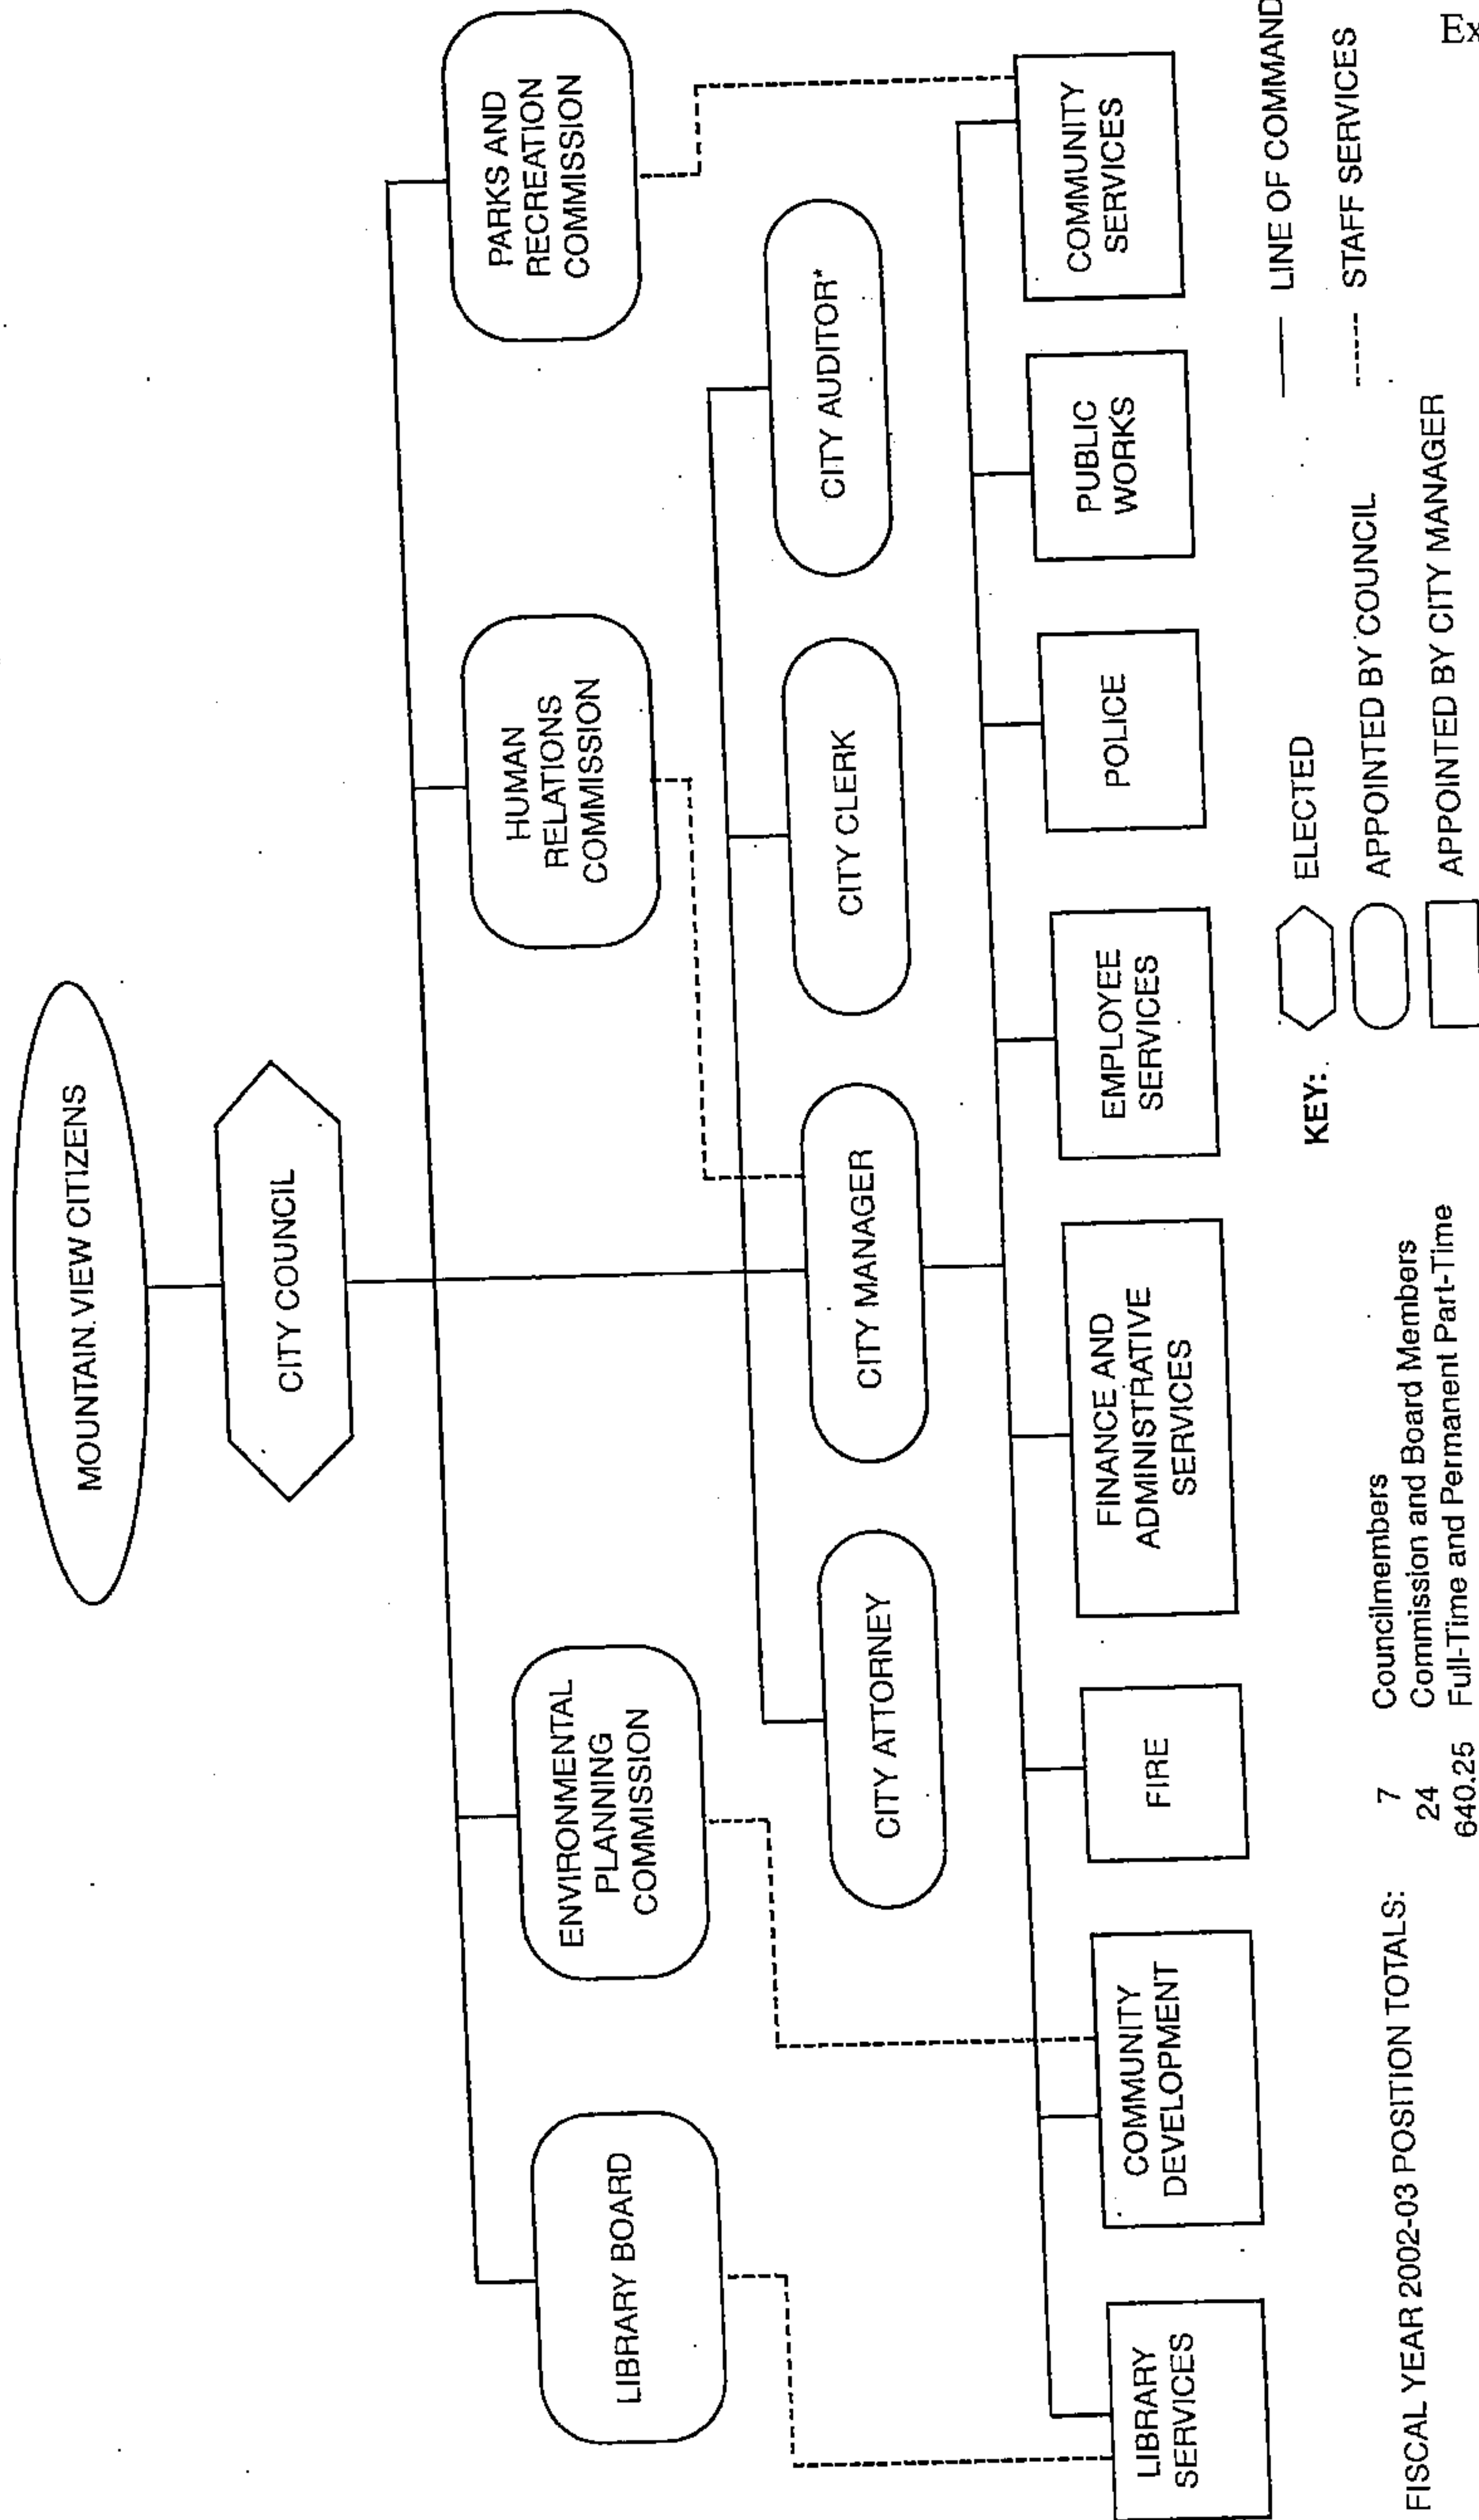 MOUNTAIN VIEW CITIZENS
CITY COUNCIL
LIBRARY BOARD
ENVIRONMENTAL
PLANNING
COMMISSION
HUMAN
RELATIONS
COMMISSION
PARKS AND
RECREATION
COMMISSION
CITY ATTORNEY
CITY MANAGER
CITY CLERK
CITY AUDITOR*
LIBRARY
SERVICES
COMMUNITY
DEVELOPMENT
FIRE
FINANCE AND
ADMINISTRATIVE
SERVICES
EMPLOYEE
SERVICES
POLICE
PUBLIC
WORKS
COMMUNITY
SERVICES
KEY:
ELECTED
APPOINTED BY COUNCIL
APPOINTED BY CITY MANAGER
LINE OF COMMAND
STAFF SERVICES
FISCAL YEAR 2002-03 POSITION TOTALS:
7 Councilmembers
24 Commission and Board Members
640.25 Full-Time and Permanent Part-Time